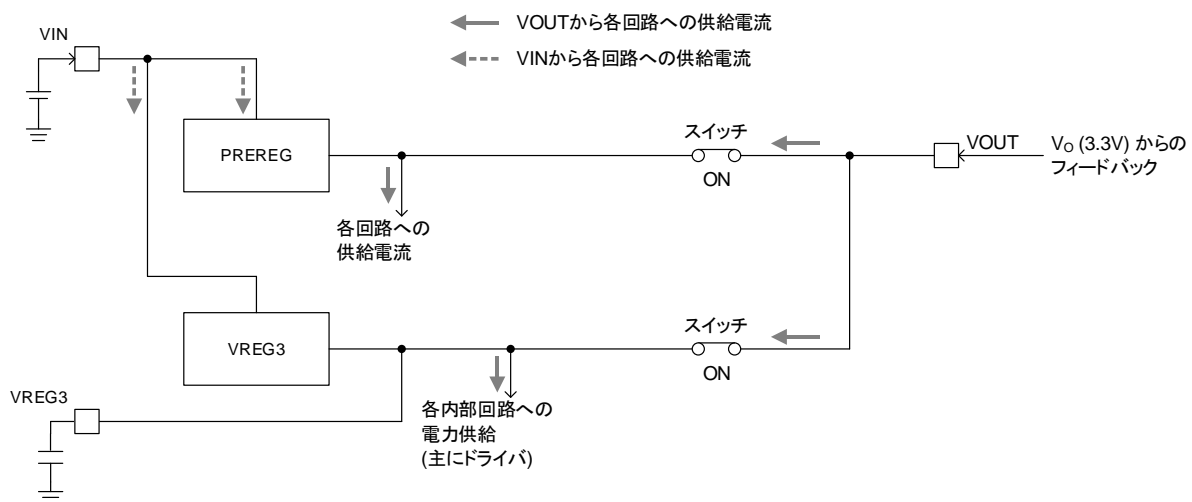 VOUTから各回路への供給電流
VIN
VINから各回路への供給電流
スイッチ
PREREG
VOUT
VO (3.3V) からの
フィードバック
ON
各回路への
供給電流
スイッチ
VREG3
ON
VREG3
各内部回路への
電力供給
(主にドライバ)